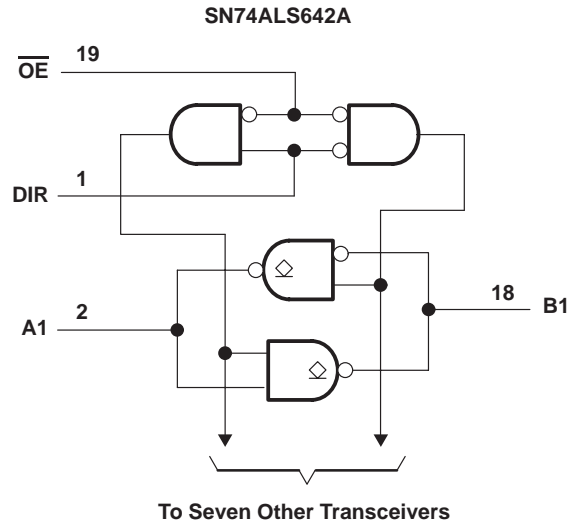 SN74ALS642A
OE 19
DIR 1
A1 2
18 B1
To Seven Other Transceivers